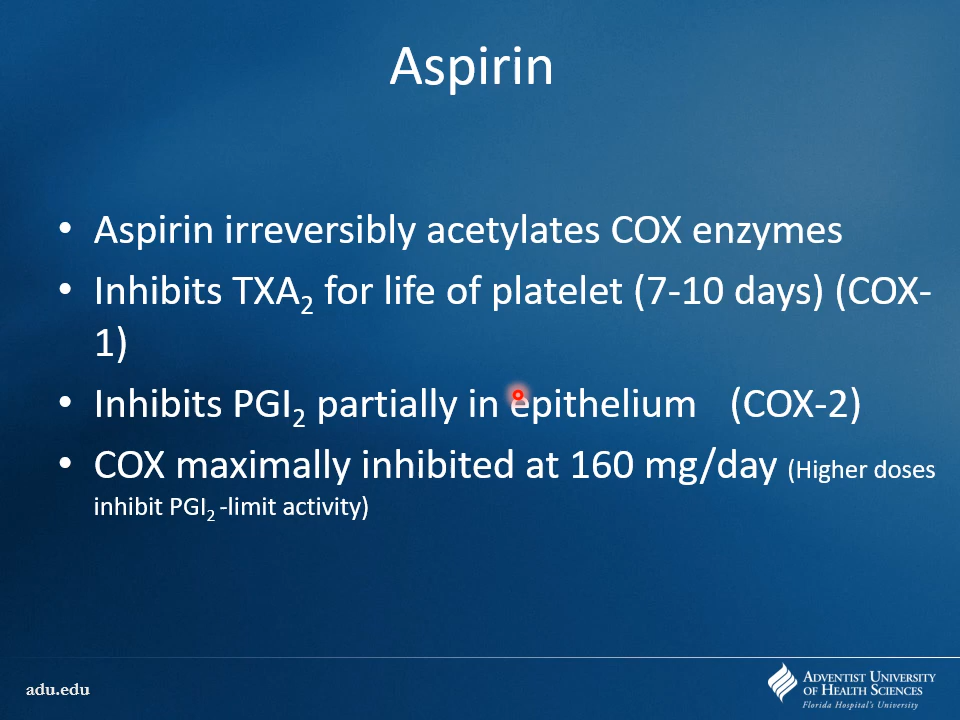 Aspirin
• Aspirin irreversibly acetylates COX enzymes
• Inhibits TXA₂ for life of platelet (7-10 days) (COX-
1)
• Inhibits PGI₂ partially in epithelium (COX-2)
• COX maximally inhibited at 160 mg/day (Higher doses
inhibit PGI₂ -limit activity)
adu.edu
ADVENTIST UNIVERSITY
OF HEALTH SCIENCES
Florida Hospital's University